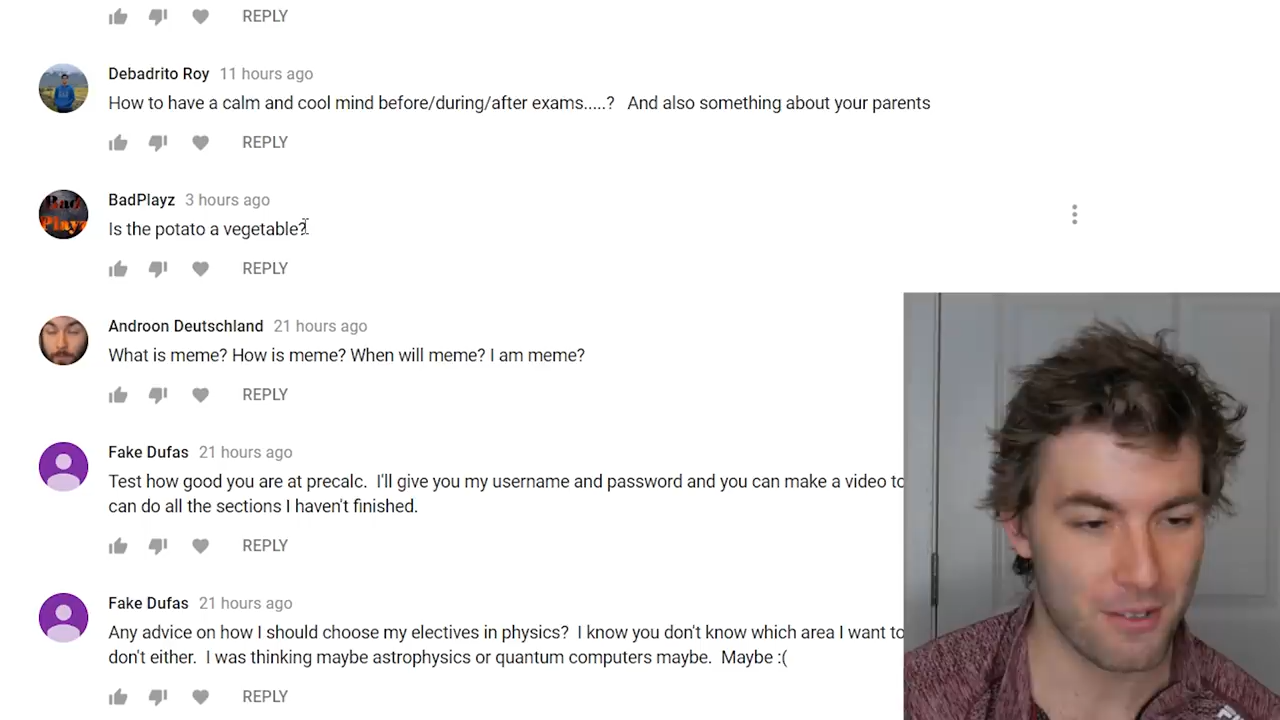 REPLY
Debadrito Roy 11 hours ago
How to have a calm and cool mind before/during/after exams.....? And also something about your parents
REPLY
Bad
Playz
BadPlayz 3 hours ago
Is the potato a vegetable?
REPLY
Androon Deutschland 21 hours ago
What is meme? How is meme? When will meme? I am meme?
REPLY
Fake Dufas 21 hours ago
Test how good you are at precalc. I'll give you my username and password and you can make a video to
can do all the sections I haven't finished.
REPLY
Fake Dufas 21 hours ago
Any advice on how I should choose my electives in physics? I know you don't know which area I want to
don't either. I was thinking maybe astrophysics or quantum computers maybe. Maybe :(
REPLY